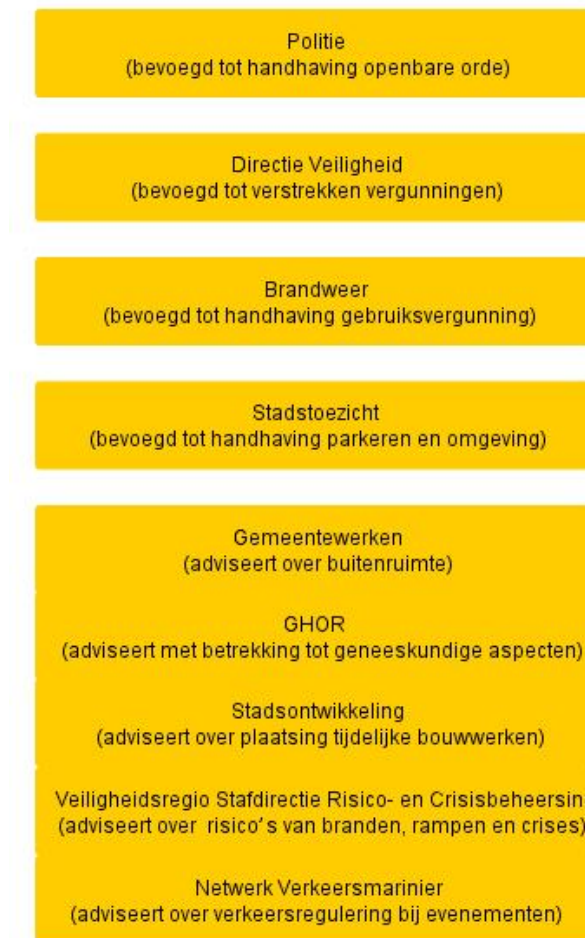 Politie
(bevoegd tot handhaving openbare orde)
Directie Veiligheid
(bevoegd tot verstrekken vergunningen)
Brandweer
(bevoegd tot handhaving gebruiksvergunning)
Stadstoezicht
(bevoegd tot handhaving parkeren en omgeving)
Gemeentewerken
(adviseert over buitenruimte)
GHOR
(adviseert met betrekking tot geneeskundige aspecten)
Stadsontwikkeling
(adviseert over plaatsing tijdelijke bouwwerken)
Veiligheidsregio Stafdirectie Risico- en Crisisbeheersin
(adviseert over risico's van branden, rampen en crises)
Netwerk Verkeersmarinier
(adviseert over verkeersregulering bij evenementen)